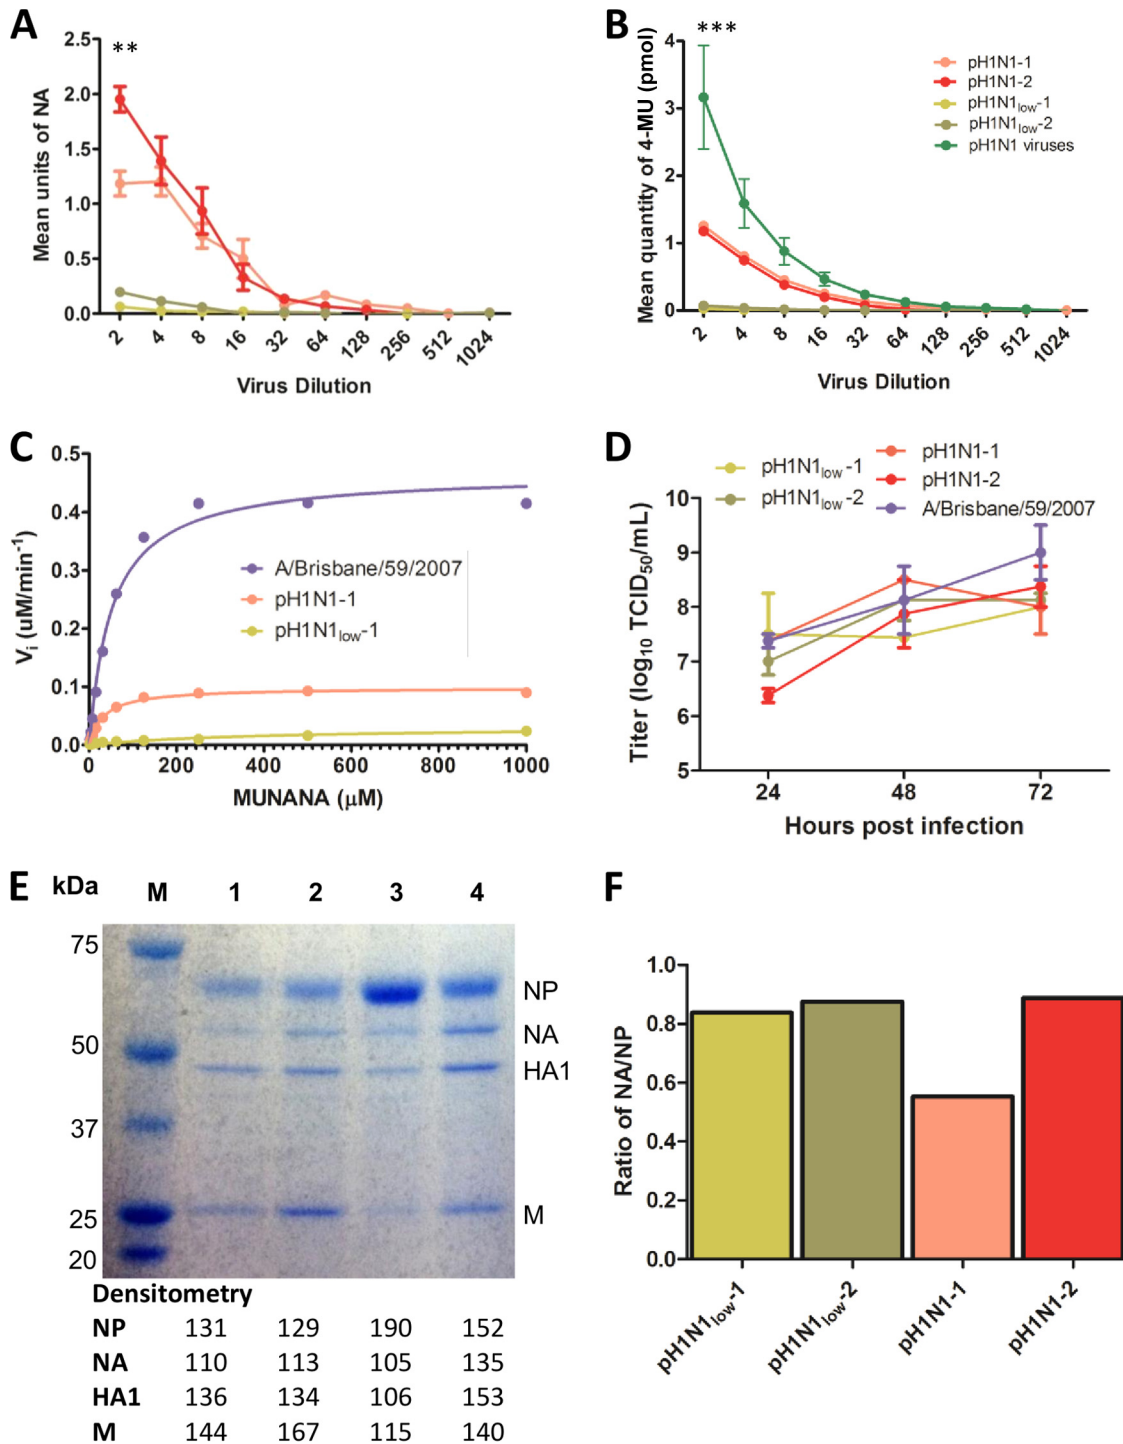 A
Mean units of NA
2.5
2.0
1.5
1.0
0.5
0.0
**
2 4 8 16 32 64 128 256 512 1024
Virus Dilution
B
Mean quantity of 4-MU (pmol)
4
3
2
1
0
***
pH1N1-1
pH1N1-2
pH1N1low-1
pH1N1low-2
pH1N1 viruses
2 4 8 16 32 64 128 256 512 1024
Virus Dilution
C
Vi (uM/min-1)
0.5
0.4
0.3
0.2
0.1
0.0
A/Brisbane/59/2007
pH1N1-1
pH1N1low-1
0 200 400 600 800 1000
MUNANA (µM)
D
pH1N1low-1
pH1N1low-2
pH1N1-1
pH1N1-2
A/Brisbane/59/2007
Titer (log10 TCID50/mL)
10
9
8
7
6
5
24 48 72
Hours post infection
E
kDa M 1 2 3 4
75
50
37
25
20
NP
NA
HA1
M
Densitometry
NP 131 129 190 152
NA 110 113 105 135
HA1 136 134 106 153
M 144 167 115 140
F
Ratio of NA/NP
1.0
0.8
0.6
0.4
0.2
0.0
pH1N1low-1
pH1N1low-2
pH1N1-1
pH1N1-2